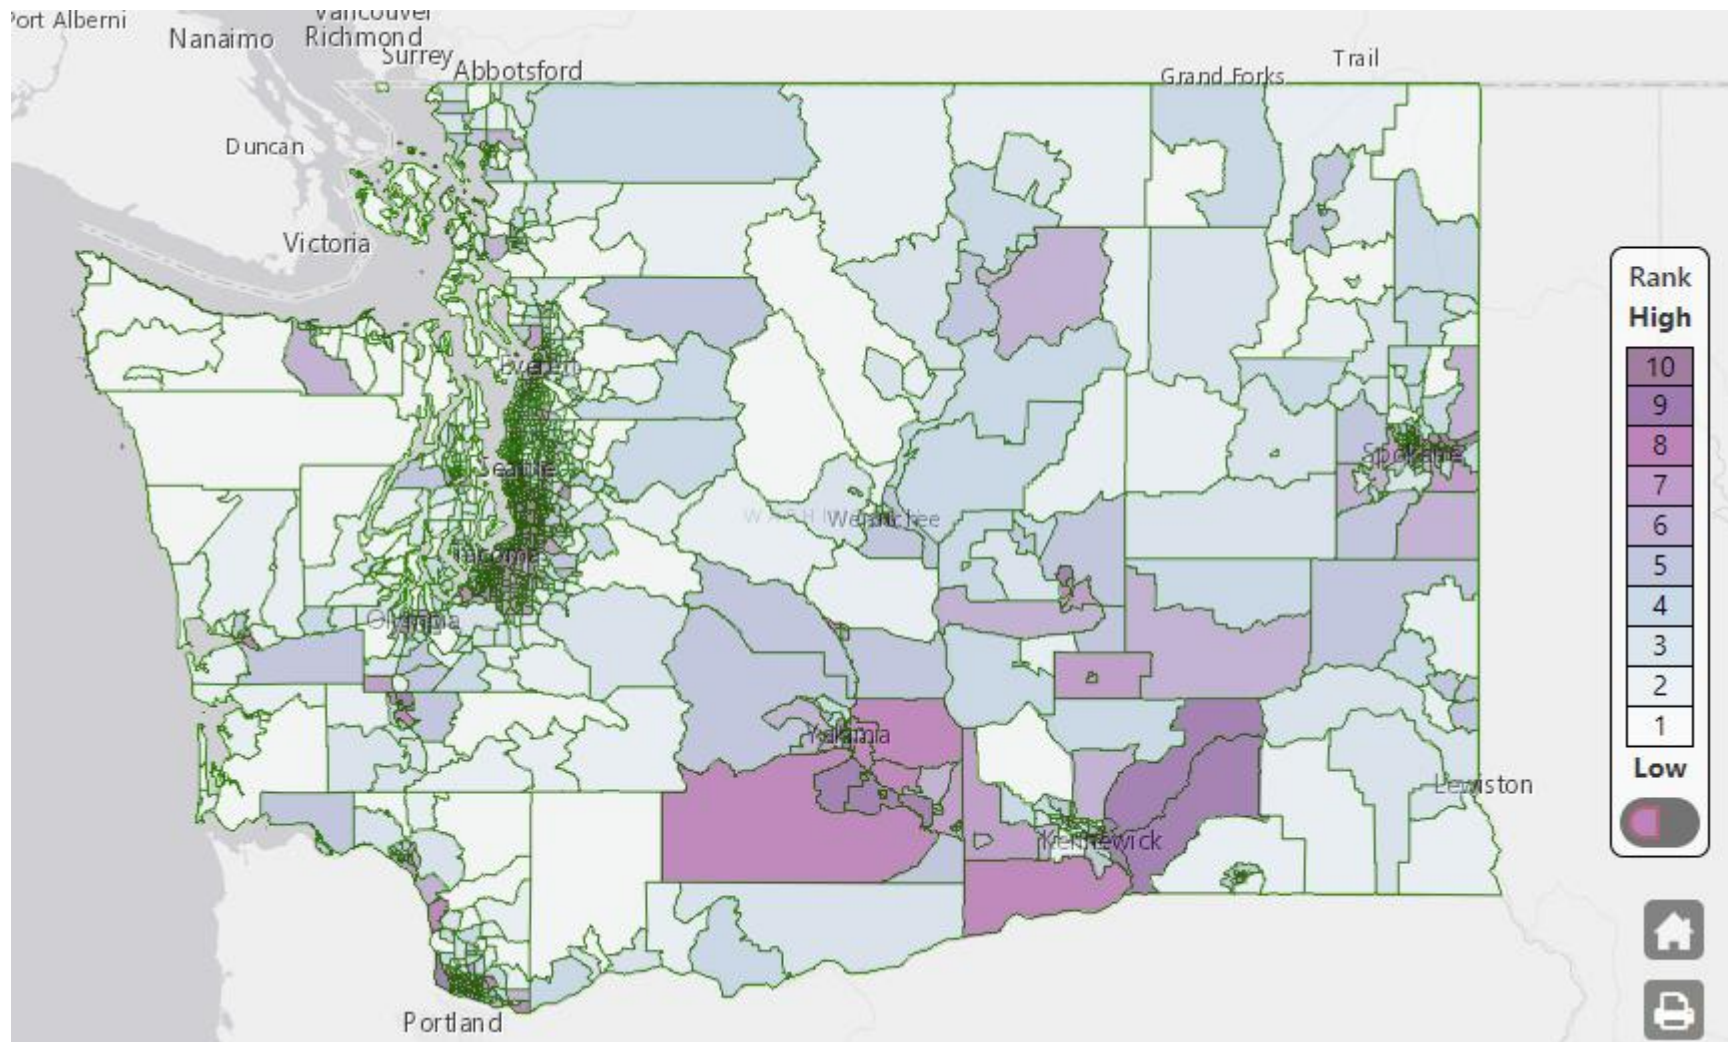 Port Alberni
Vancouver
Nanaimo
Richmond
Surrey
Abbotsford
Trail
Grand Forks
Duncan
Victoria
Rank
High
10
9
8
7
6
5
4
3
2
1
Low
Everett
Seattle
Spokane
Wenatchee
Tacoma
Olympia
Yakima
Lewiston
Kennewick
Portland